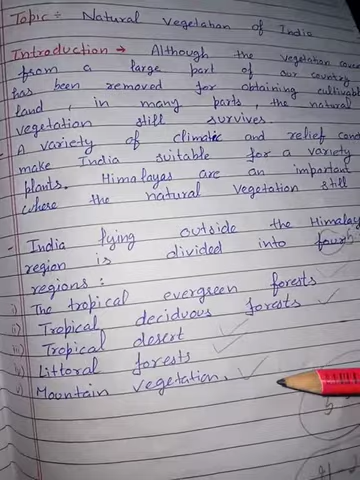 Topic :- Natural Vegetation of India
Introduction → Although the vegetation cover
from a large part of our country
has been removed for obtaining cultivable
land, in many parts, the natural
vegetation still survives.
- A variety of climatic and relief cond
make India suitable for a variety
plants. Himalayas are an important
where the natural vegetation still
- India lying outside the Himalay
region is divided into four
regions:
i) The tropical evergreen forests
ii) Tropical deciduous forests
iii) Tropical desert
iv) Littoral forests
v) Mountain vegetation.